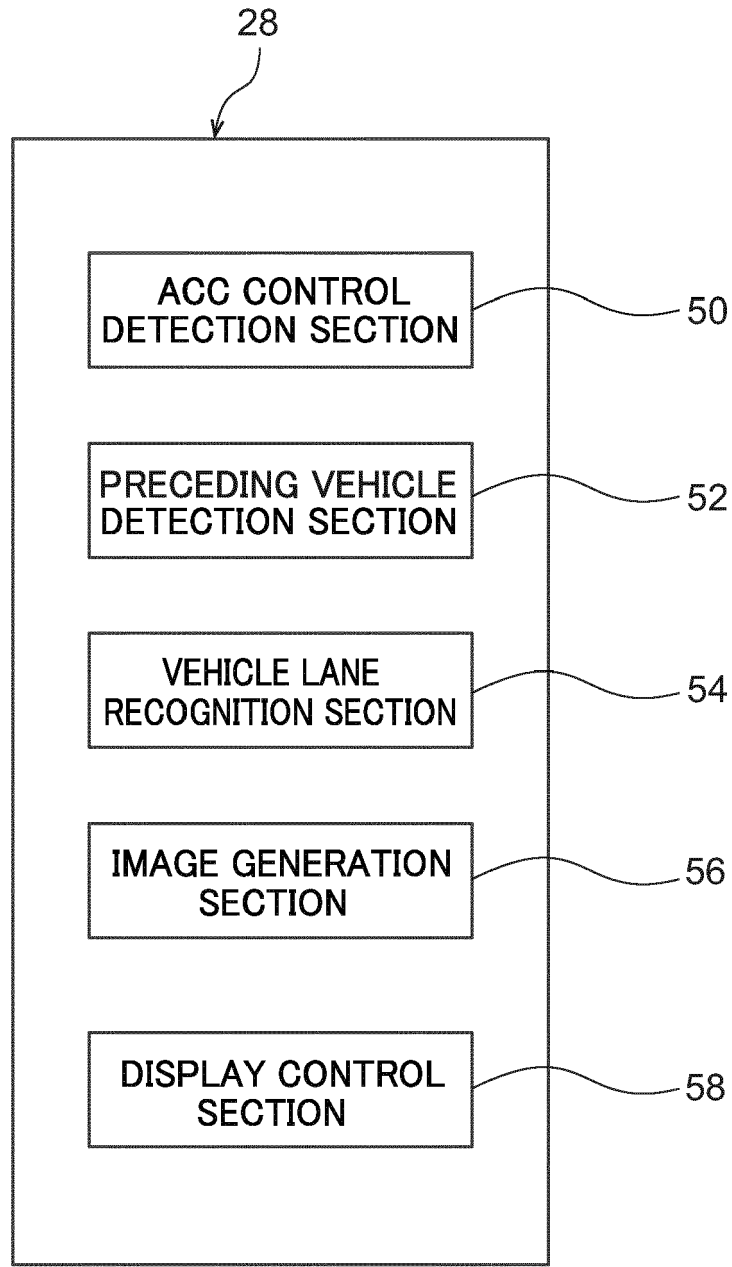 28
ACC CONTROL
DETECTION SECTION
50
PRECEDING VEHICLE
DETECTION SECTION
52
VEHICLE LANE
RECOGNITION SECTION
54
IMAGE GENERATION
SECTION
56
DISPLAY CONTROL
SECTION
58